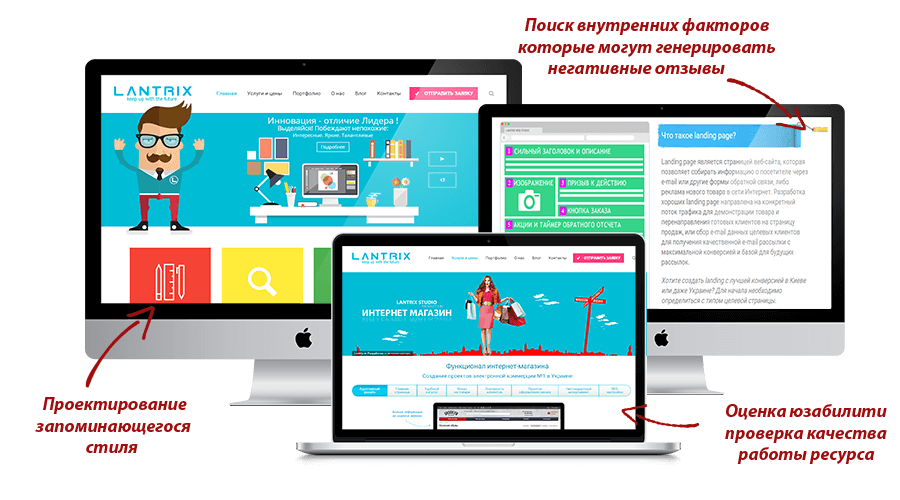 Поиск внутренних факторов
которые могут генерировать
негативные отзывы
LANTRIX
keep up with the future
Главная Услуги и цены Портфолио О нас Блог Контакты ОТПРАВИТЬ ЗАЯВКУ
Инновация - отличие Лидера !
Выделяйся! Побеждают непохожие:
Интересные, Яркие, Талантливые
Подробнее
1 СИЛЬНЫЙ ЗАГОЛОВОК И ОПИСАНИЕ
2 ИЗОБРАЖЕНИЕ
3 ПРИЗЫВ К ДЕЙСТВИЮ
4 КНОПКА ЗАКАЗА
5 АКЦИИ И ТАЙМЕР ОБРАТНОГО ОТСЧЕТА
Что такое landing page?
Landing page является страницей веб-сайта, которая
позволяет собирать информацию о посетителе через
e-mail или другие формы обратной связи, либо
реклама нового товара в сети Интернет. Разработка
хороших landing page направлена на конкретный
поток трафика для демонстрации товара и
перенаправления готовых клиентов на страницу
продаж, или сбор e-mail данных целевых клиентов
для получения качественной e-mail рассылки с
максимальной конверсией и базой для будущих
рассылок.
Хотите создать landing с лучшей конверсией в Киеве
или даже Украине? Для начала необходимо
определиться с типом целевой страницы.
LANTRIX
keep up with the future
Главная Услуги и цены Портфолио О нас Блог Контакты ОТПРАВИТЬ ЗАЯВКУ
LANTRIX STUDIO
ИНТЕРНЕТ МАГАЗИН
Функционал интернет-магазина
Создание проектов электронной коммерции №1 в Украине
Проектирование
запоминающегося
стиля
Оценка юзабилити
проверка качества
работы ресурса